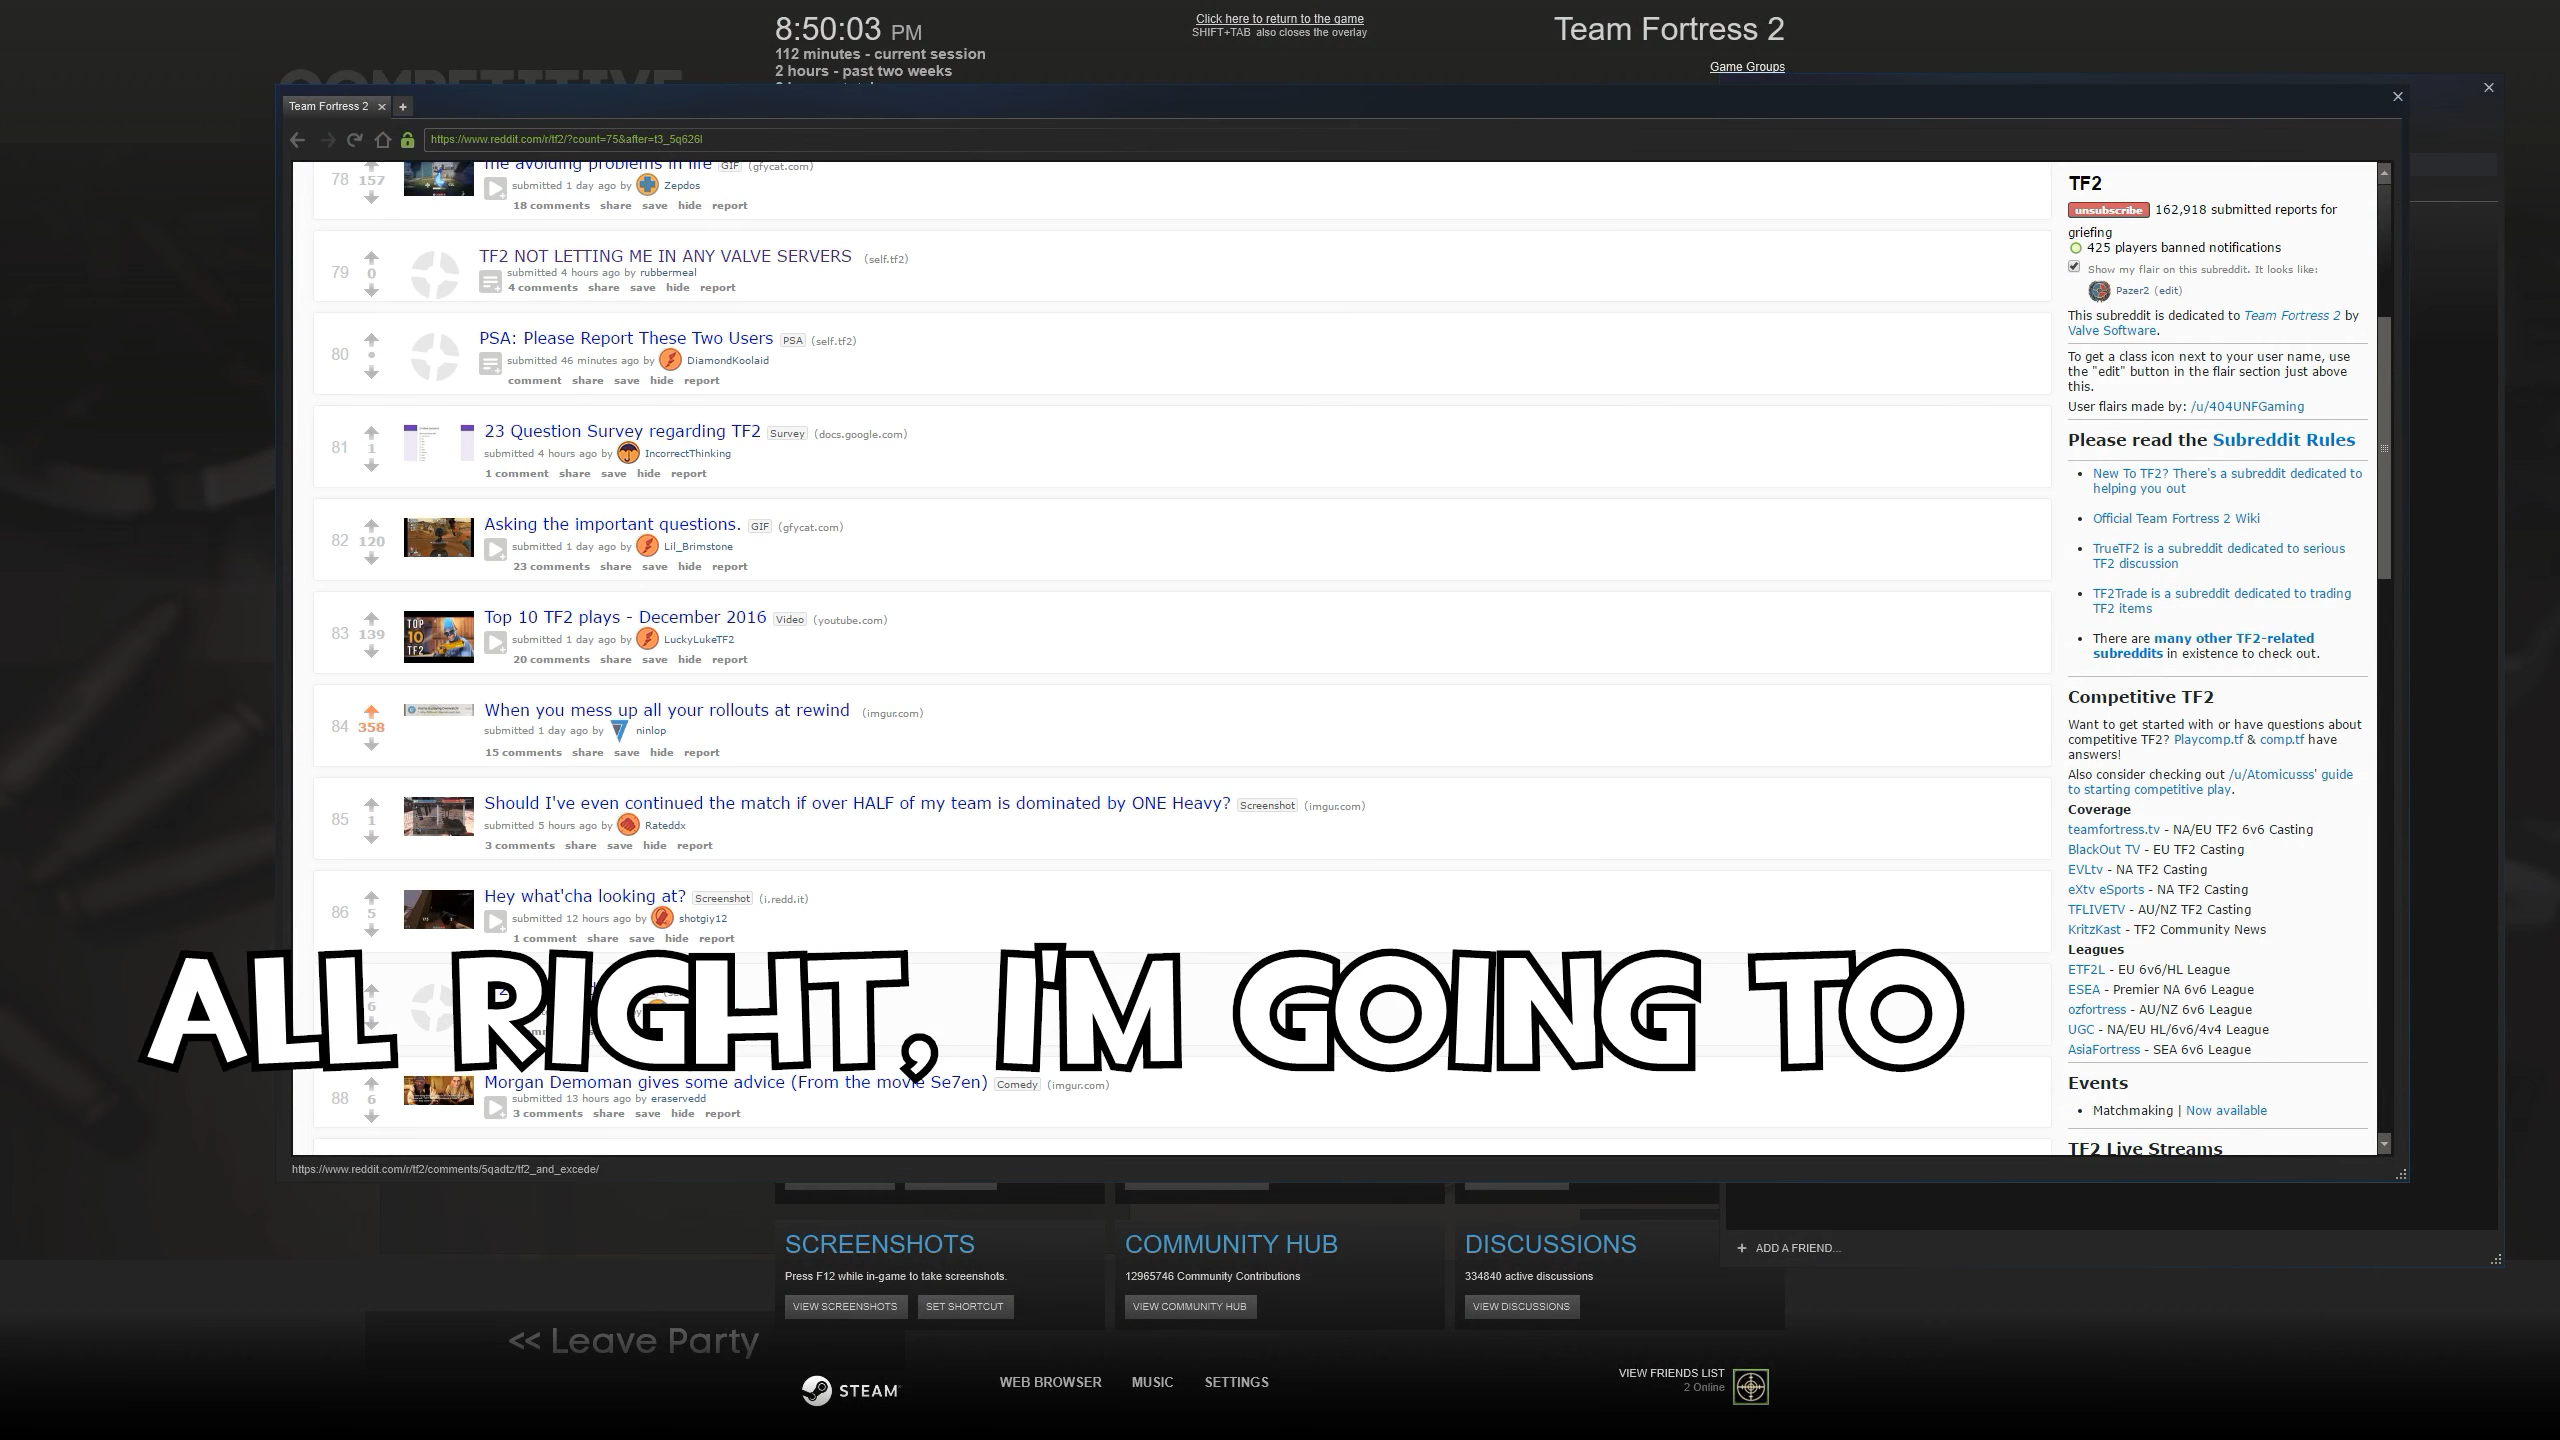 8:50:03 PM
112 minutes - current session
2 hours - past two weeks
Click here to return to the game
SHIFT+TAB also closes the overlay
Team Fortress 2
Game Groups
COMPETITIVE
Team Fortress 2
https://www.reddit.com/r/tf2/?count=75&after=t3_5q626l
78 157
me avoiding problems in life GIF (gfycat.com)
submitted 1 day ago by Zepdos
18 comments share save hide report
79 0
TF2 NOT LETTING ME IN ANY VALVE SERVERS (self.tf2)
submitted 4 hours ago by rubbermeal
4 comments share save hide report
80 •
PSA: Please Report These Two Users PSA (self.tf2)
submitted 46 minutes ago by DiamondKoolaid
comment share save hide report
81 1
23 Question Survey regarding TF2 Survey (docs.google.com)
submitted 4 hours ago by IncorrectThinking
1 comment share save hide report
82 120
Asking the important questions. GIF (gfycat.com)
submitted 1 day ago by Lil_Brimstone
23 comments share save hide report
83 139
TOP 10 TF2
Top 10 TF2 plays - December 2016 Video (youtube.com)
submitted 1 day ago by LuckyLukeTF2
20 comments share save hide report
84 358
When you mess up all your rollouts at rewind (imgur.com)
submitted 1 day ago by ninlop
15 comments share save hide report
85 1
Should I've even continued the match if over HALF of my team is dominated by ONE Heavy? Screenshot (imgur.com)
submitted 5 hours ago by Rateddx
3 comments share save hide report
86 5
Hey what'cha looking at? Screenshot (i.redd.it)
submitted 12 hours ago by shotgiy12
1 comment share save hide report
6
ALL RIGHT, I'M GOING TO
88 6
Morgan Demoman gives some advice (From the movie Se7en) Comedy (imgur.com)
submitted 13 hours ago by eraservedd
3 comments share save hide report
TF2
unsubscribe 162,918 submitted reports for
griefing
425 players banned notifications
Show my flair on this subreddit. It looks like:
Pazer2 (edit)
This subreddit is dedicated to Team Fortress 2 by
Valve Software.
To get a class icon next to your user name, use
the "edit" button in the flair section just above
this.
User flairs made by: /u/404UNFGaming
Please read the Subreddit Rules
• New To TF2? There's a subreddit dedicated to
helping you out
• Official Team Fortress 2 Wiki
• TrueTF2 is a subreddit dedicated to serious
TF2 discussion
• TF2Trade is a subreddit dedicated to trading
TF2 items
• There are many other TF2-related
subreddits in existence to check out.
Competitive TF2
Want to get started with or have questions about
competitive TF2? Playcomp.tf & comp.tf have
answers!
Also consider checking out /u/Atomicusss' guide
to starting competitive play.
Coverage
teamfortress.tv - NA/EU TF2 6v6 Casting
BlackOut TV - EU TF2 Casting
EVLtv - NA TF2 Casting
eXtv eSports - NA TF2 Casting
TFLIVETV - AU/NZ TF2 Casting
KritzKast - TF2 Community News
Leagues
ETF2L - EU 6v6/HL League
ESEA - Premier NA 6v6 League
ozfortress - AU/NZ 6v6 League
UGC - NA/EU HL/6v6/4v4 League
AsiaFortress - SEA 6v6 League
Events
• Matchmaking | Now available
TF2 Live Streams
https://www.reddit.com/r/tf2/comments/5qadtz/tf2_and_excede/
SCREENSHOTS
Press F12 while in-game to take screenshots.
VIEW SCREENSHOTS SET SHORTCUT
COMMUNITY HUB
12965746 Community Contributions
VIEW COMMUNITY HUB
DISCUSSIONS
334840 active discussions
VIEW DISCUSSIONS
+ ADD A FRIEND...
<< Leave Party
STEAM
WEB BROWSER MUSIC SETTINGS
VIEW FRIENDS LIST
2 Online